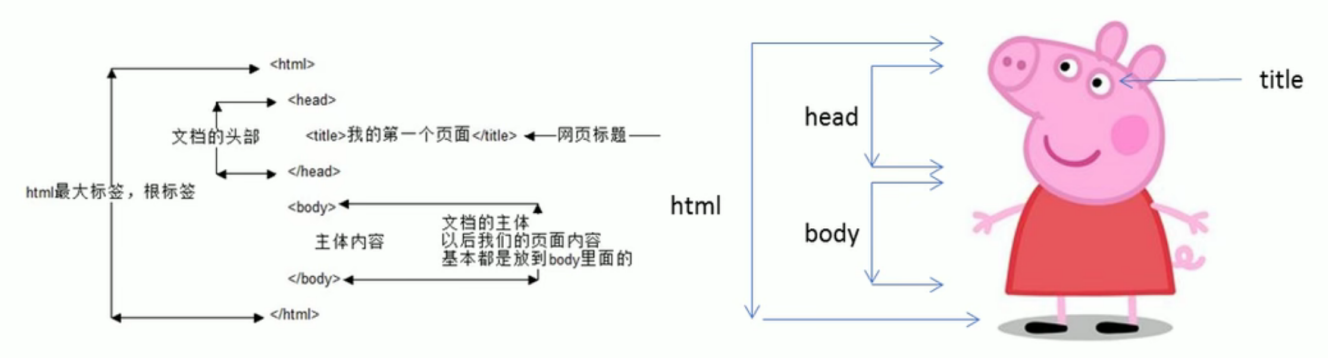 <html>
<head>
文档的头部
<title>我的第一个页面</title>
网页标题
</head>
html最大标签，根标签
<body>
主体内容
文档的主体
以后我们的页面内容
基本都是放到body里面的
</body>
</html>
title
head
html
body